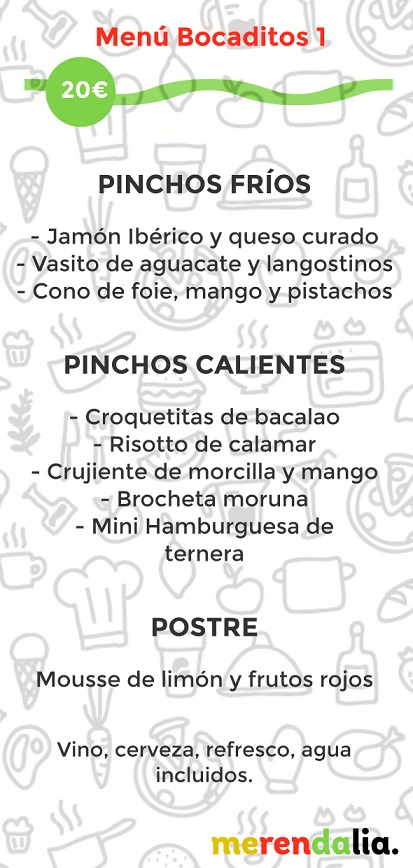 Menú Bocaditos 1
20€
PINCHOS FRÍOS
- Jamón Ibérico y queso curado
- Vasito de aguacate y langostinos
- Cono de foie, mango y pistachos
PINCHOS CALIENTES
- Croquetitas de bacalao
- Risotto de calamar
- Crujiente de morcilla y mango
- Brocheta moruna
- Mini Hamburguesa de
ternera
POSTRE
Mousse de limón y frutos rojos
Vino, cerveza, refresco, agua
incluidos.
merendalia.